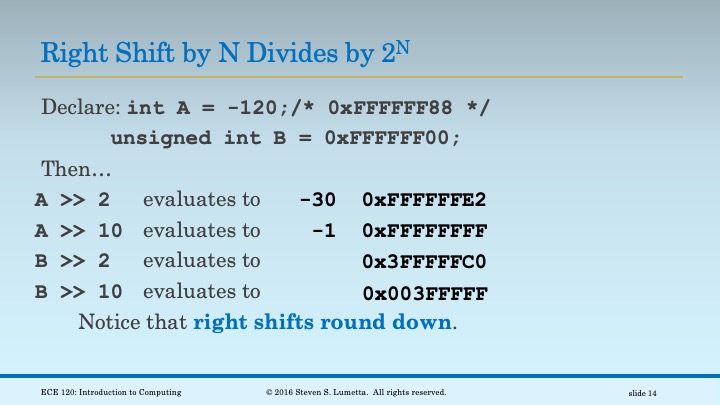 Right Shift by N Divides by 2ᴺ
Declare: int A = -120;/* 0xFFFFFF88 */
unsigned int B = 0xFFFFFF00;
Then…
A >> 2 evaluates to -30 0xFFFFFFE2
A >> 10 evaluates to -1 0xFFFFFFFF
B >> 2 evaluates to 0x3FFFFFC0
B >> 10 evaluates to 0x003FFFFF
Notice that right shifts round down.
ECE 120: Introduction to Computing © 2016 Steven S. Lumetta. All rights reserved. slide 14